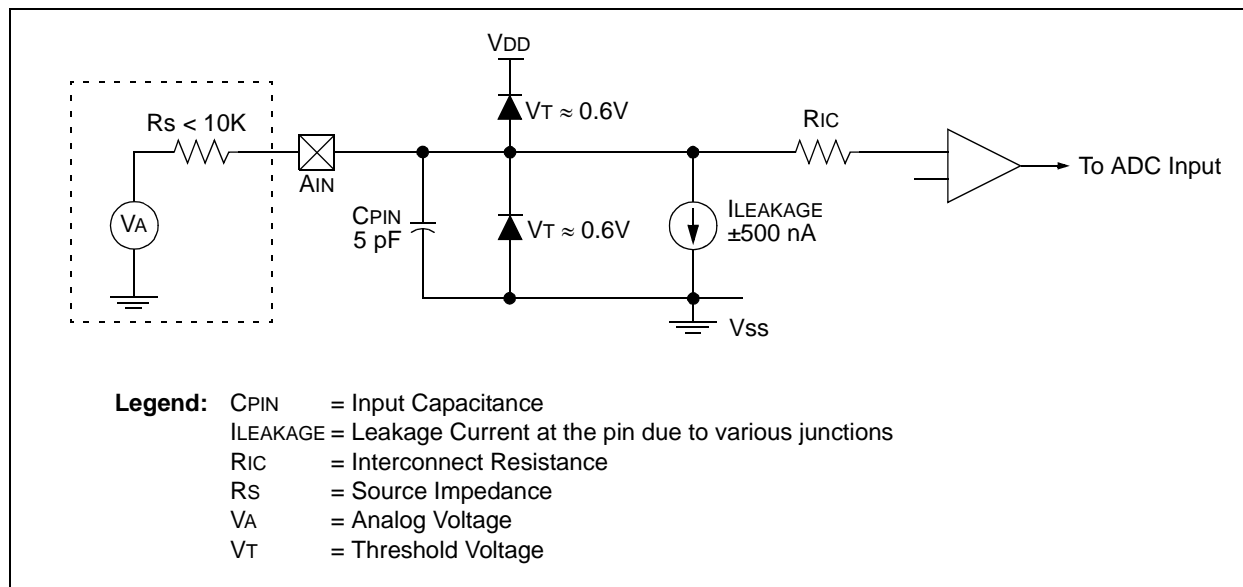 VDD
VT ≈ 0.6V
Rs < 10K
RIC
AIN
To ADC Input
VA
CPIN
5 pF
VT ≈ 0.6V
ILEAKAGE
±500 nA
Vss
Legend: CPIN = Input Capacitance
ILEAKAGE = Leakage Current at the pin due to various junctions
RIC = Interconnect Resistance
RS = Source Impedance
VA = Analog Voltage
VT = Threshold Voltage